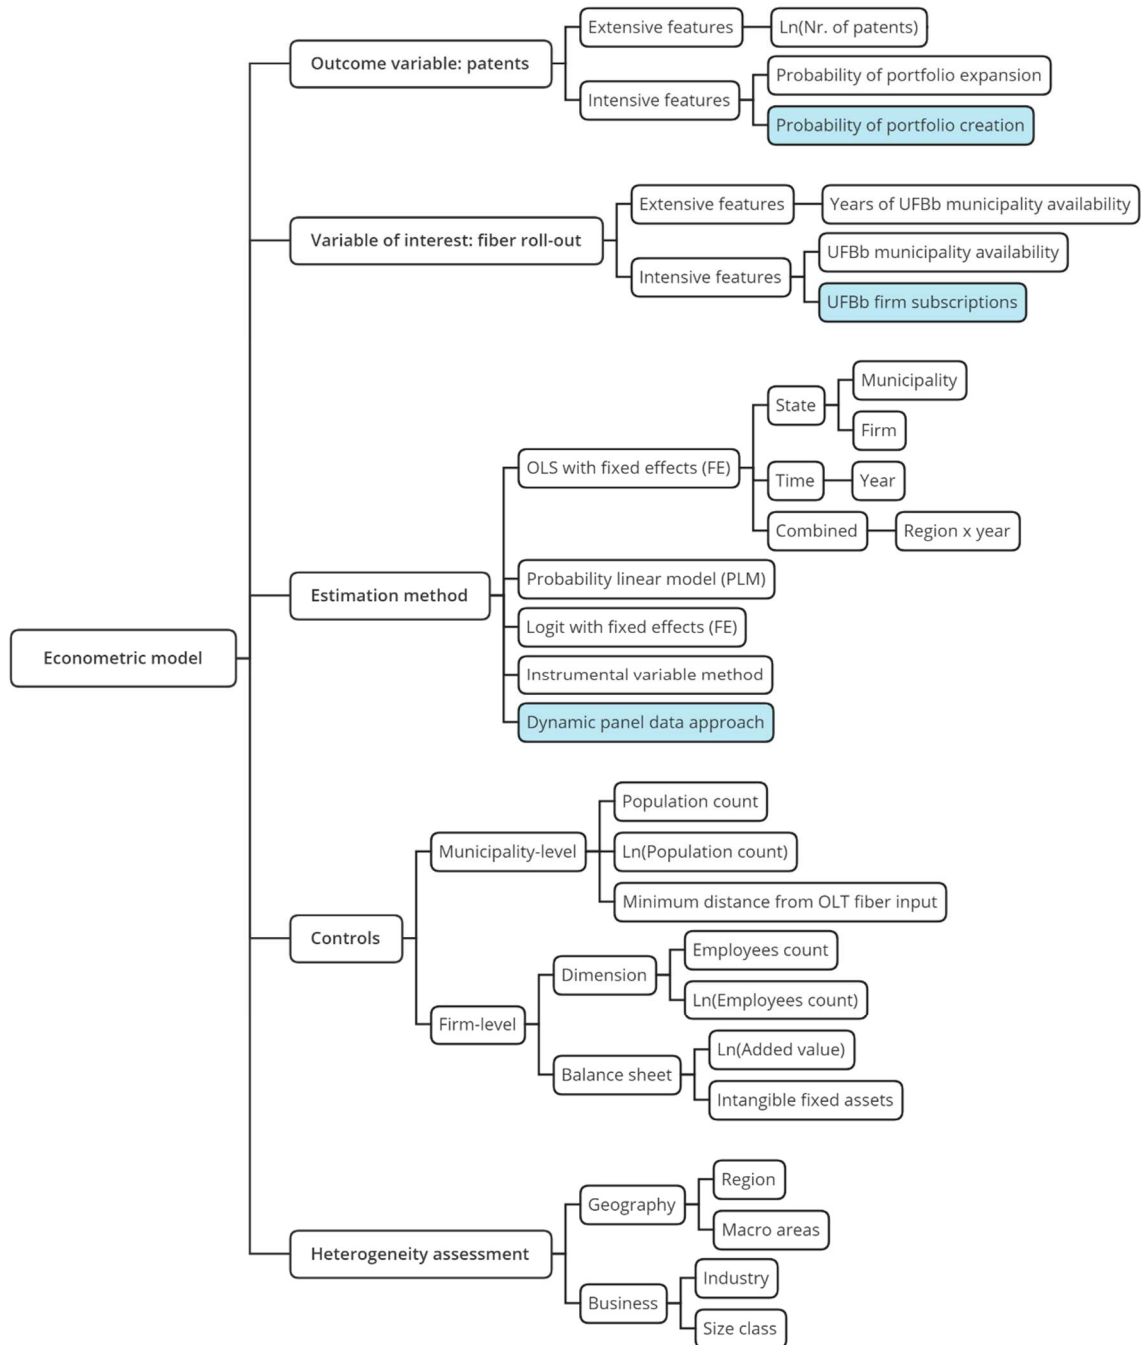 Econometric model
Outcome variable: patents
Extensive features
Ln(Nr. of patents)
Intensive features
Probability of portfolio expansion
Probability of portfolio creation
Variable of interest: fiber roll-out
Extensive features
Years of UFBb municipality availability
Intensive features
UFBb municipality availability
UFBb firm subscriptions
Estimation method
OLS with fixed effects (FE)
State
Municipality
Firm
Time
Year
Combined
Region x year
Probability linear model (PLM)
Logit with fixed effects (FE)
Instrumental variable method
Dynamic panel data approach
Controls
Municipality-level
Population count
Ln(Population count)
Minimum distance from OLT fiber input
Firm-level
Dimension
Employees count
Ln(Employees count)
Balance sheet
Ln(Added value)
Intangible fixed assets
Heterogeneity assessment
Geography
Region
Macro areas
Business
Industry
Size class